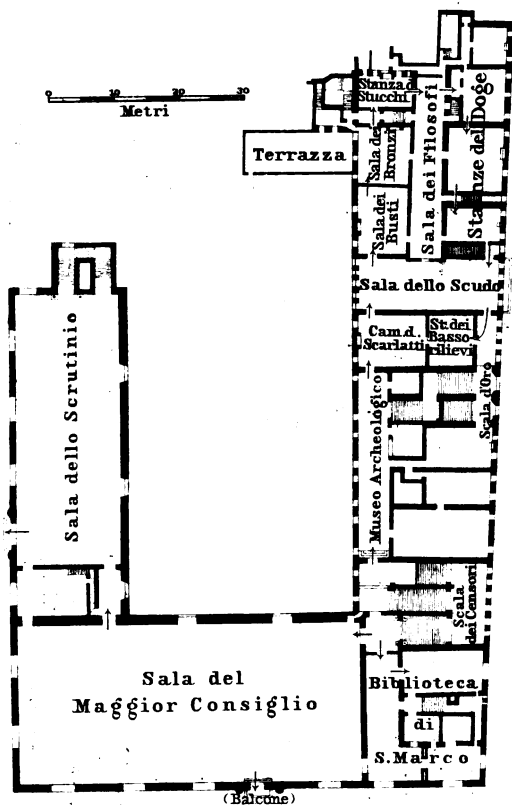 0 10 20 30
Metri
Terrazza
Stanza d.
Stucchi
Sala dei
Bronzi
Sala dei Filosofi
Stanze del Doge
Sala dei
Busti
Sala dello Scudo
Cam. d.
Scarlatti
St. dei
Basso-
rilievi
Scala d'Oro
Museo Archeologico
Sala dello Scrutinio
Scala
dei Censori
Sala del
Maggior Consiglio
Biblioteca
di
S. Marco
(Balcone)